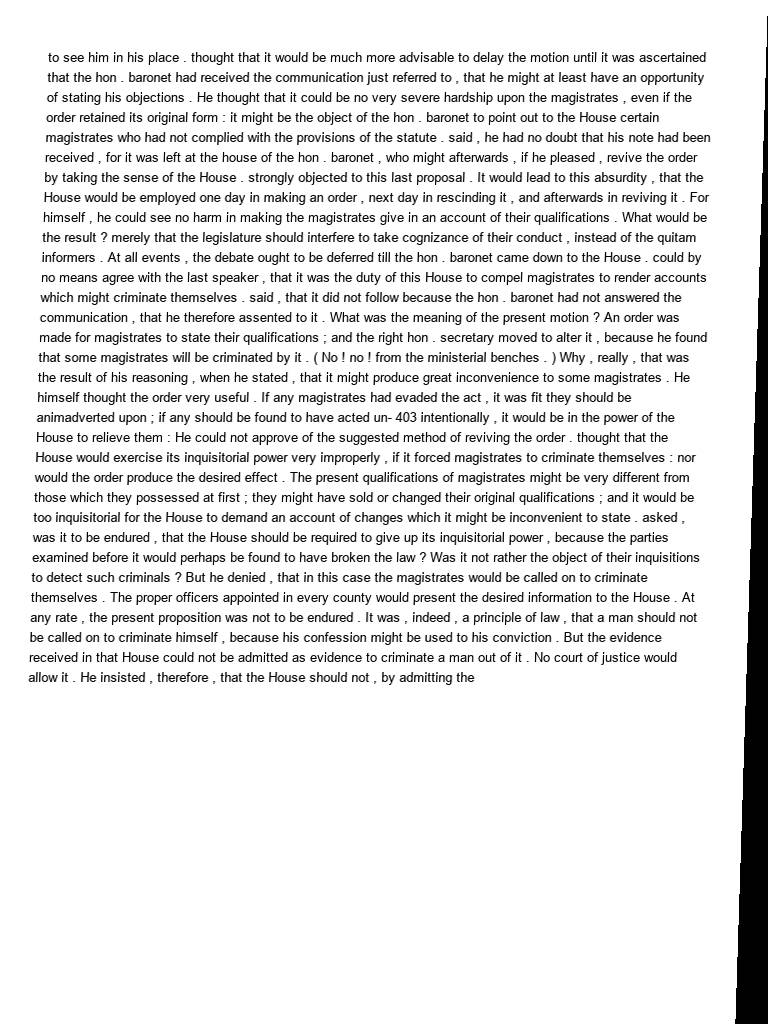 to see him in his place . thought that it would be much more advisable to delay the motion until it was ascertained
that the hon . baronet had received the communication just referred to , that he might at least have an opportunity
of stating his objections . He thought that it could be no very severe hardship upon the magistrates , even if the
order retained its original form : it might be the object of the hon . baronet to point out to the House certain
magistrates who had not complied with the provisions of the statute . said , he had no doubt that his note had been
received , for it was left at the house of the hon . baronet , who might afterwards , if he pleased , revive the order
by taking the sense of the House . strongly objected to this last proposal . It would lead to this absurdity , that the
House would be employed one day in making an order , next day in rescinding it , and afterwards in reviving it . For
himself , he could see no harm in making the magistrates give in an account of their qualifications . What would be
the result ? merely that the legislature should interfere to take cognizance of their conduct , instead of the quitam
informers . At all events , the debate ought to be deferred till the hon . baronet came down to the House . could by
no means agree with the last speaker , that it was the duty of this House to compel magistrates to render accounts
which might criminate themselves . said , that it did not follow because the hon . baronet had not answered the
communication , that he therefore assented to it . What was the meaning of the present motion ? An order was
made for magistrates to state their qualifications ; and the right hon . secretary moved to alter it , because he found
that some magistrates will be criminated by it . ( No ! no ! from the ministerial benches . ) Why , really , that was
the result of his reasoning , when he stated , that it might produce great inconvenience to some magistrates . He
himself thought the order very useful . If any magistrates had evaded the act , it was fit they should be
animadverted upon ; if any should be found to have acted un- 403 intentionally , it would be in the power of the
House to relieve them : He could not approve of the suggested method of reviving the order . thought that the
House would exercise its inquisitorial power very improperly , if it forced magistrates to criminate themselves : nor
would the order produce the desired effect . The present qualifications of magistrates might be very different from
those which they possessed at first ; they might have sold or changed their original qualifications ; and it would be
too inquisitorial for the House to demand an account of changes which it might be inconvenient to state . asked ,
was it to be endured , that the House should be required to give up its inquisitorial power , because the parties
examined before it would perhaps be found to have broken the law ? Was it not rather the object of their inquisitions
to detect such criminals ? But he denied , that in this case the magistrates would be called on to criminate
themselves . The proper officers appointed in every county would present the desired information to the House . At
any rate , the present proposition was not to be endured . It was , indeed , a principle of law , that a man should not
be called on to criminate himself , because his confession might be used to his conviction . But the evidence
received in that House could not be admitted as evidence to criminate a man out of it . No court of justice would
allow it . He insisted , therefore , that the House should not , by admitting the